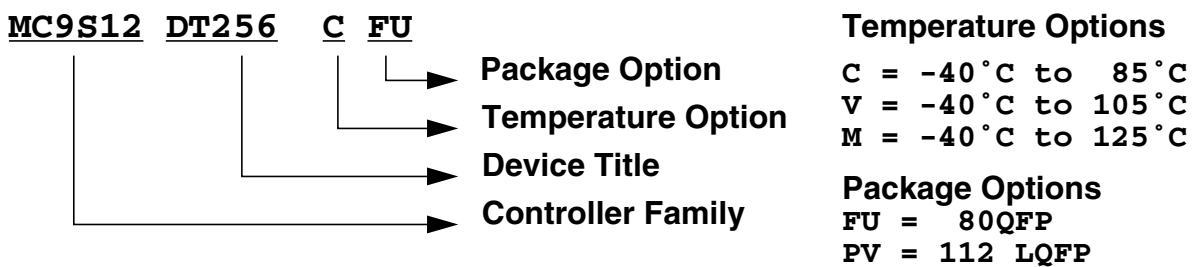 MC9S12 DT256 C FU
Package Option
Temperature Option
Device Title
Controller Family
Temperature Options
C = -40˚C to 85˚C
V = -40˚C to 105˚C
M = -40˚C to 125˚C
Package Options
FU = 80QFP
PV = 112 LQFP